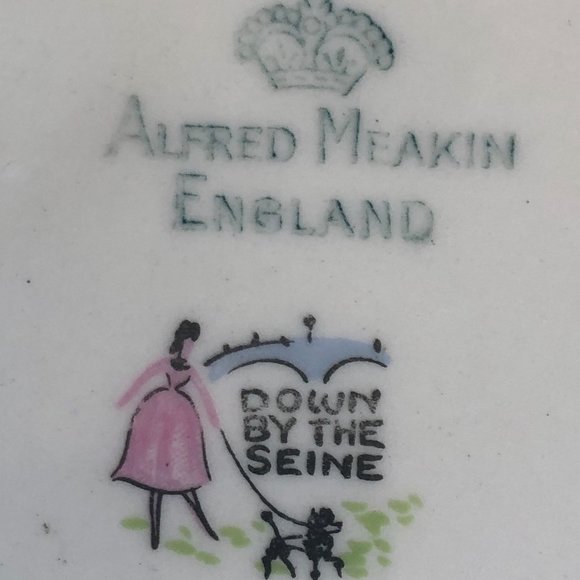 ALFRED MEAKIN
ENGLAND
DOWN
BY THE
SEINE